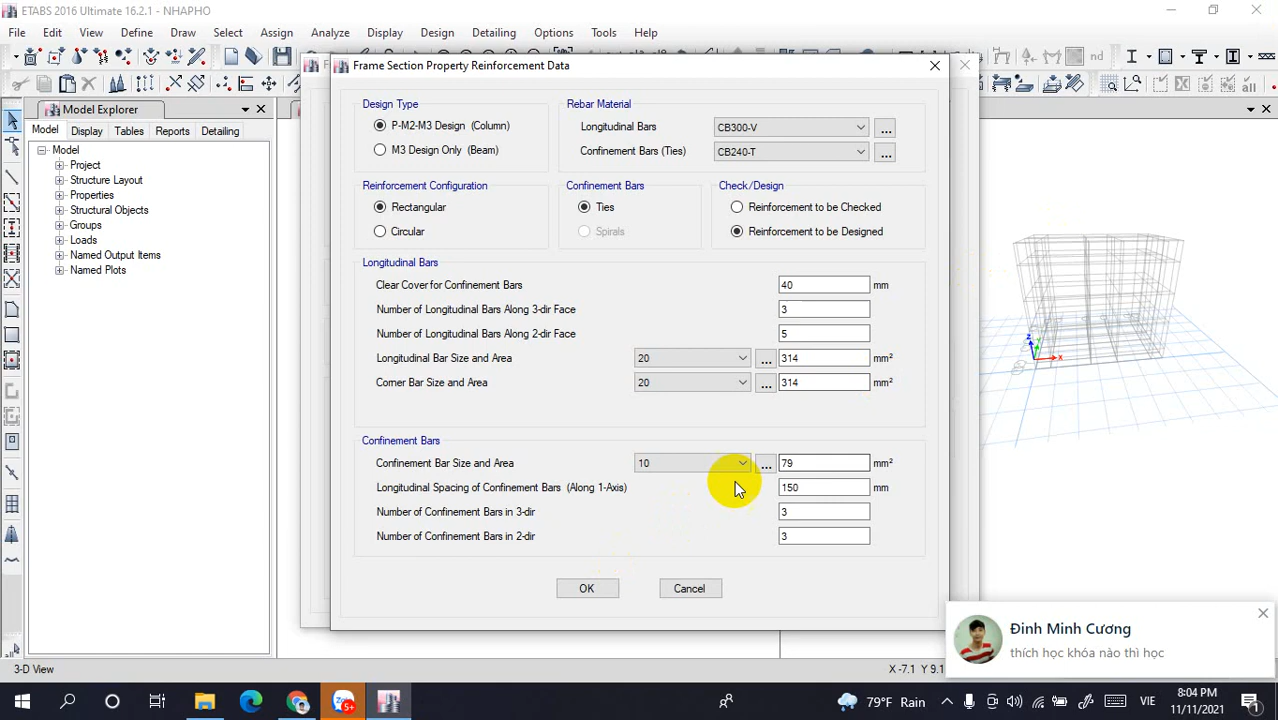 ETABS 2016 Ultimate 16.2.1 - NHAPHO
File Edit View Define Draw Select Assign Analyze Display Design Detailing Options Tools Help
Frame Section Property Reinforcement Data
nd
Model Explorer
Model Display Tables Reports Detailing
Model
Project
Structure Layout
Properties
Structural Objects
Groups
Loads
Named Output Items
Named Plots
Design Type
P-M2-M3 Design (Column)
M3 Design Only (Beam)
Rebar Material
Longitudinal Bars CB300-V ...
Confinement Bars (Ties) CB240-T ...
Reinforcement Configuration
Rectangular
Circular
Confinement Bars
Ties
Spirals
Check/Design
Reinforcement to be Checked
Reinforcement to be Designed
Longitudinal Bars
Clear Cover for Confinement Bars 40 mm
Number of Longitudinal Bars Along 3-dir Face 3
Number of Longitudinal Bars Along 2-dir Face 5
Longitudinal Bar Size and Area 20 ... 314 mm²
Corner Bar Size and Area 20 ... 314 mm²
Confinement Bars
Confinement Bar Size and Area 10 ... 79 mm²
Longitudinal Spacing of Confinement Bars (Along 1-Axis) 150 mm
Number of Confinement Bars in 3-dir 3
Number of Confinement Bars in 2-dir 3
OK Cancel
Z
X
Đinh Minh Cương
thích học khóa nào thì học
3-D View
X -7.1 Y 9.1
5+
79°F Rain
VIE
8:04 PM
11/11/2021
1